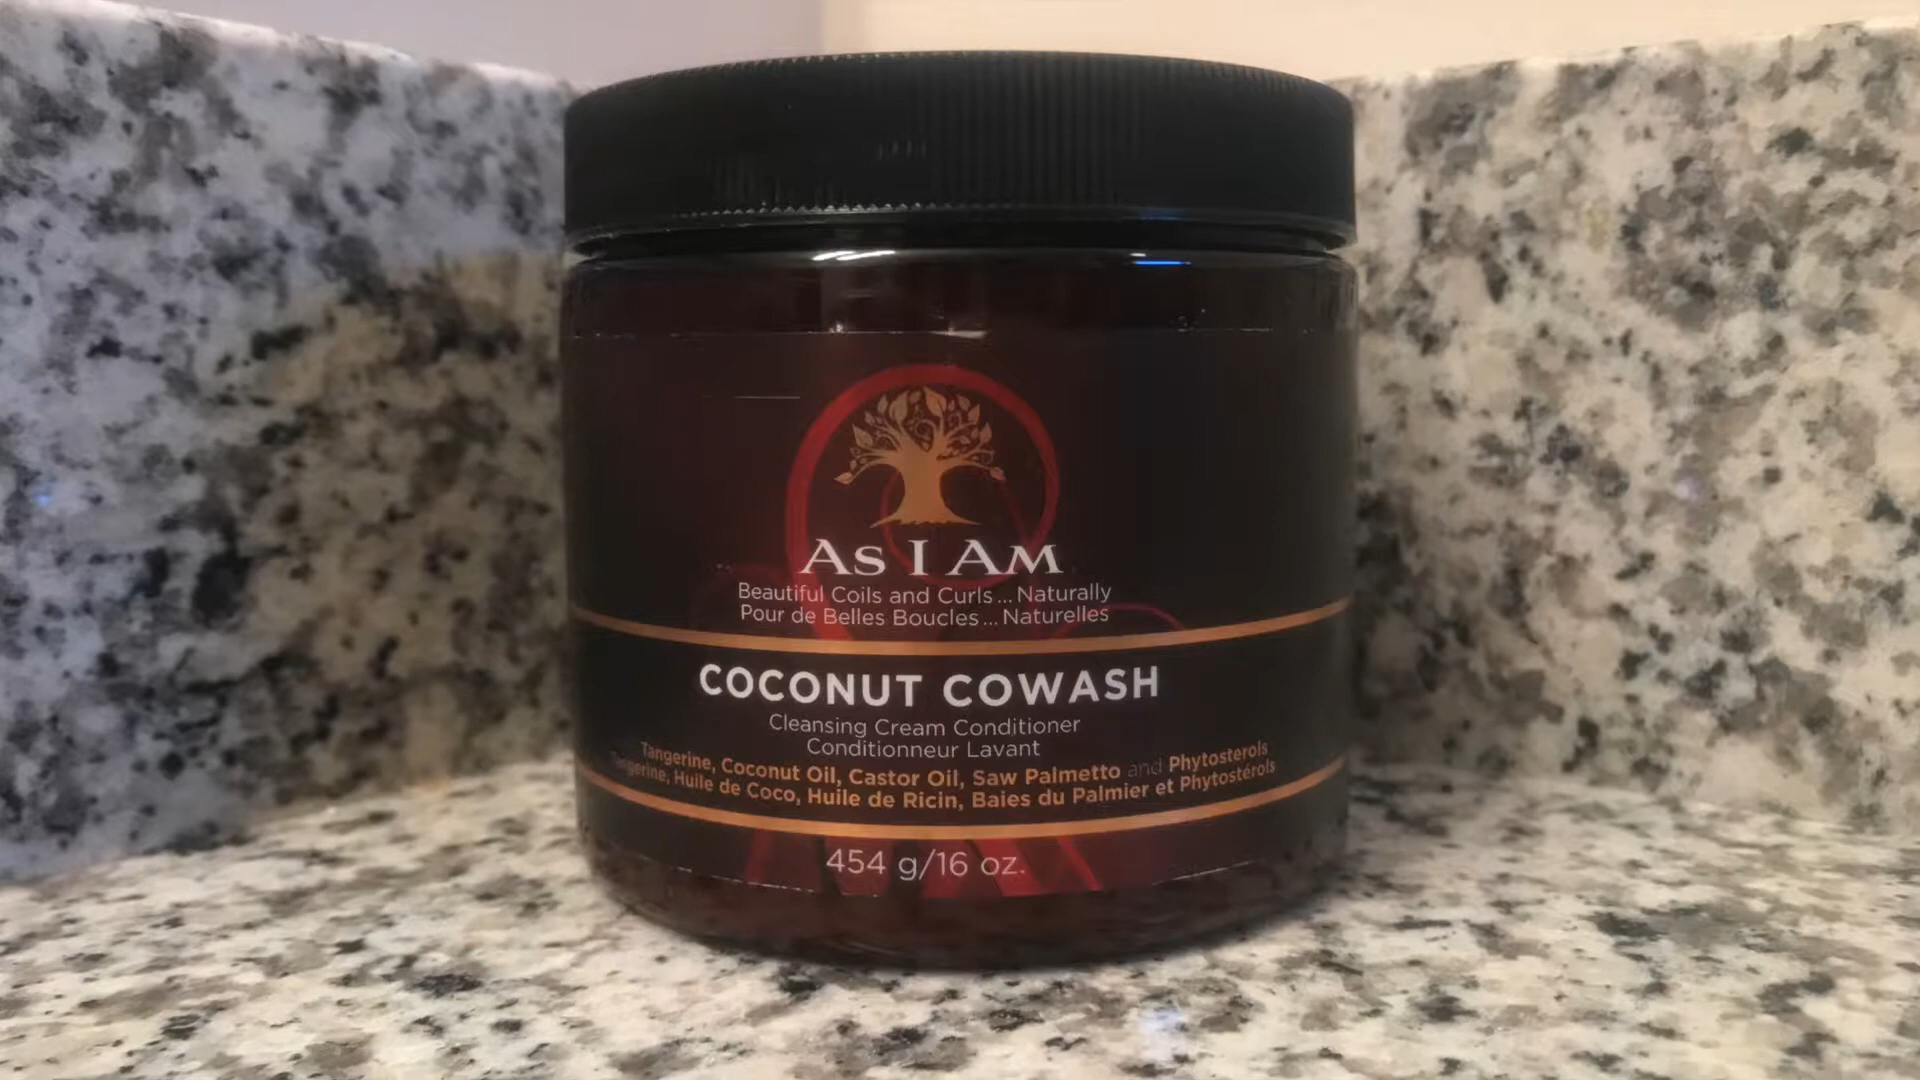 As I Am
Beautiful Coils and Curls... Naturally
Pour de Belles Boucles... Naturelles
COCONUT COWASH
Cleansing Cream Conditioner
Conditionneur Lavant
Tangerine, Coconut Oil, Castor Oil, Saw Palmetto and Phytosterols
Tangerine, Huile de Coco, Huile de Ricin, Baies du Palmier et Phytostérols
454 g/16 oz.